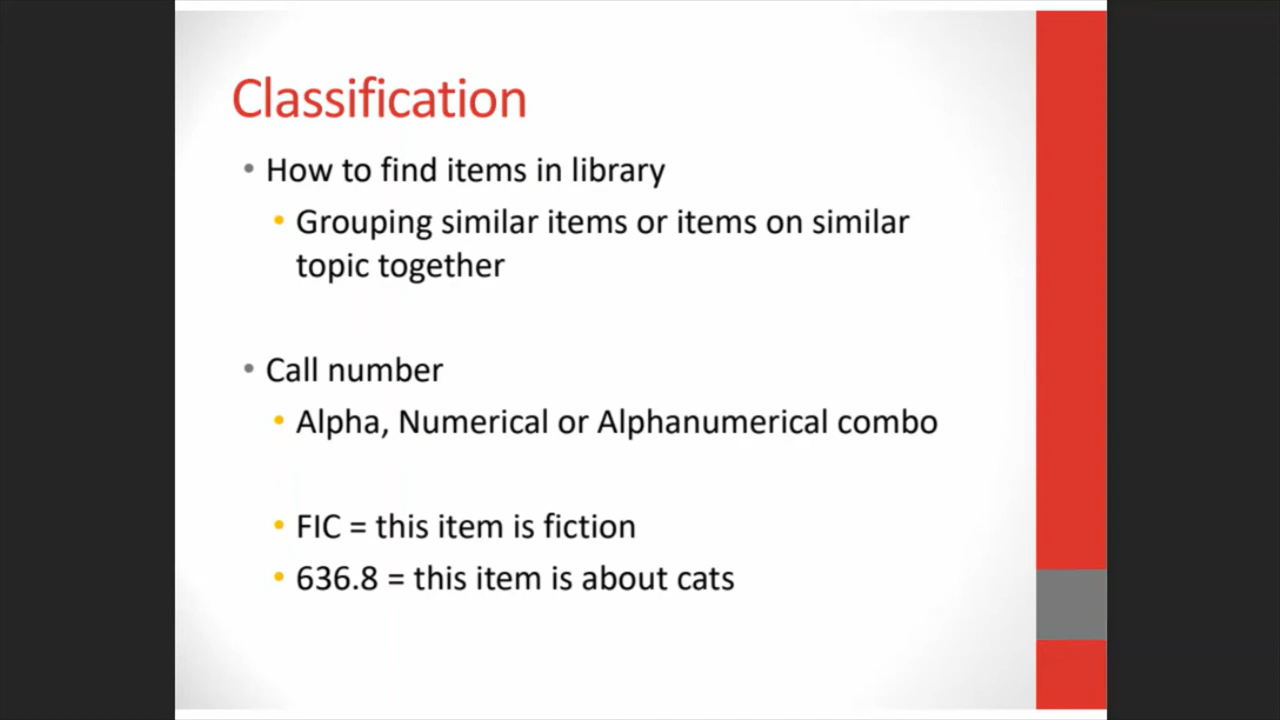 Classification
• How to find items in library
• Grouping similar items or items on similar
topic together
• Call number
• Alpha, Numerical or Alphanumerical combo
• FIC = this item is fiction
• 636.8 = this item is about cats